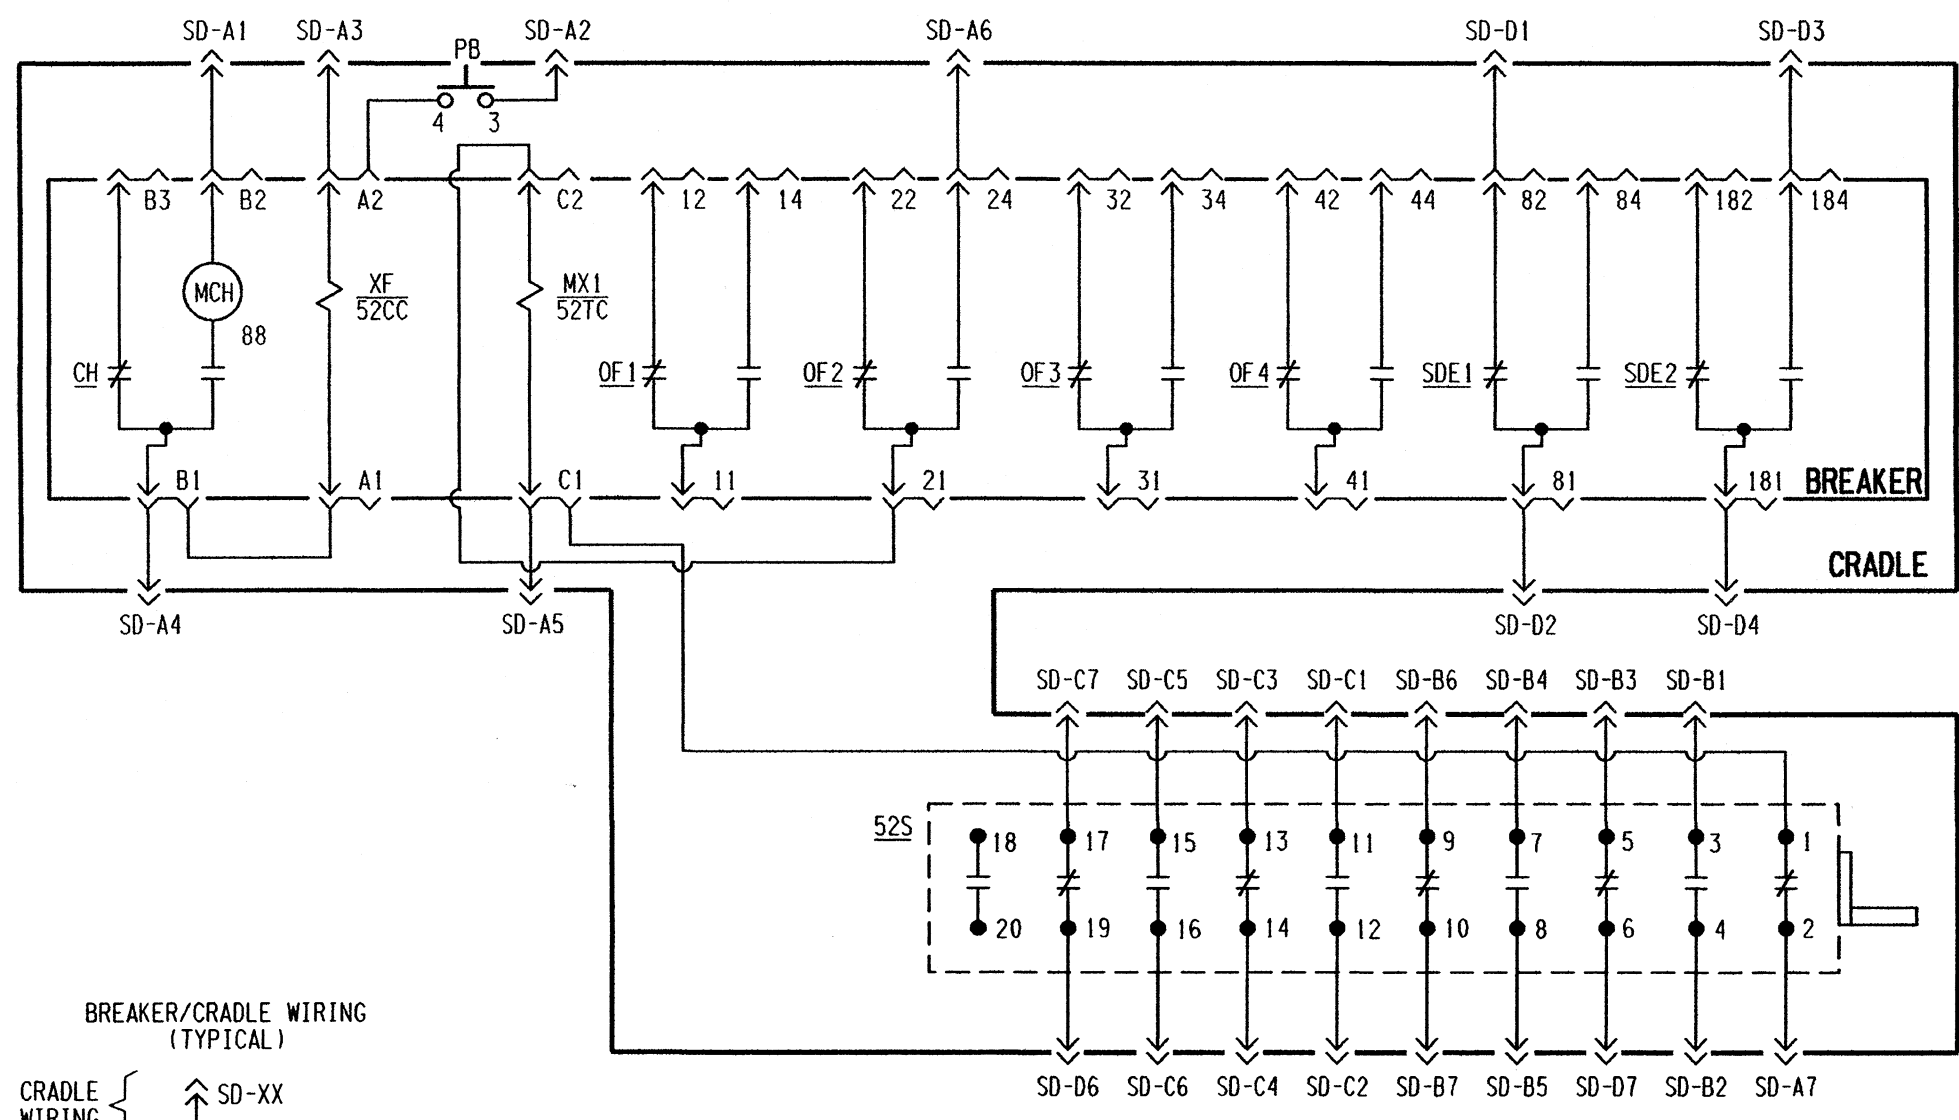 SD-A1 SD-A3 PB SD-A2 SD-A6 SD-D1 SD-D3
4 3
B3 B2 A2 C2 12 14 22 24 32 34 42 44 82 84 182 184
MCH XF MX1
52CC 52TC
88
CH OF1 OF2 OF3 OF4 SDE1 SDE2
B1 A1 C1 11 21 31 41 81 181 BREAKER
CRADLE
SD-A4 SD-A5 SD-D2 SD-D4
SD-C7 SD-C5 SD-C3 SD-C1 SD-B6 SD-B4 SD-B3 SD-B1
52S
18 17 15 13 11 9 7 5 3 1
20 19 16 14 12 10 8 6 4 2
SD-D6 SD-C6 SD-C4 SD-C2 SD-B7 SD-B5 SD-D7 SD-B2 SD-A7
BREAKER/CRADLE WIRING
(TYPICAL)
CRADLE SD-XX
WIRING